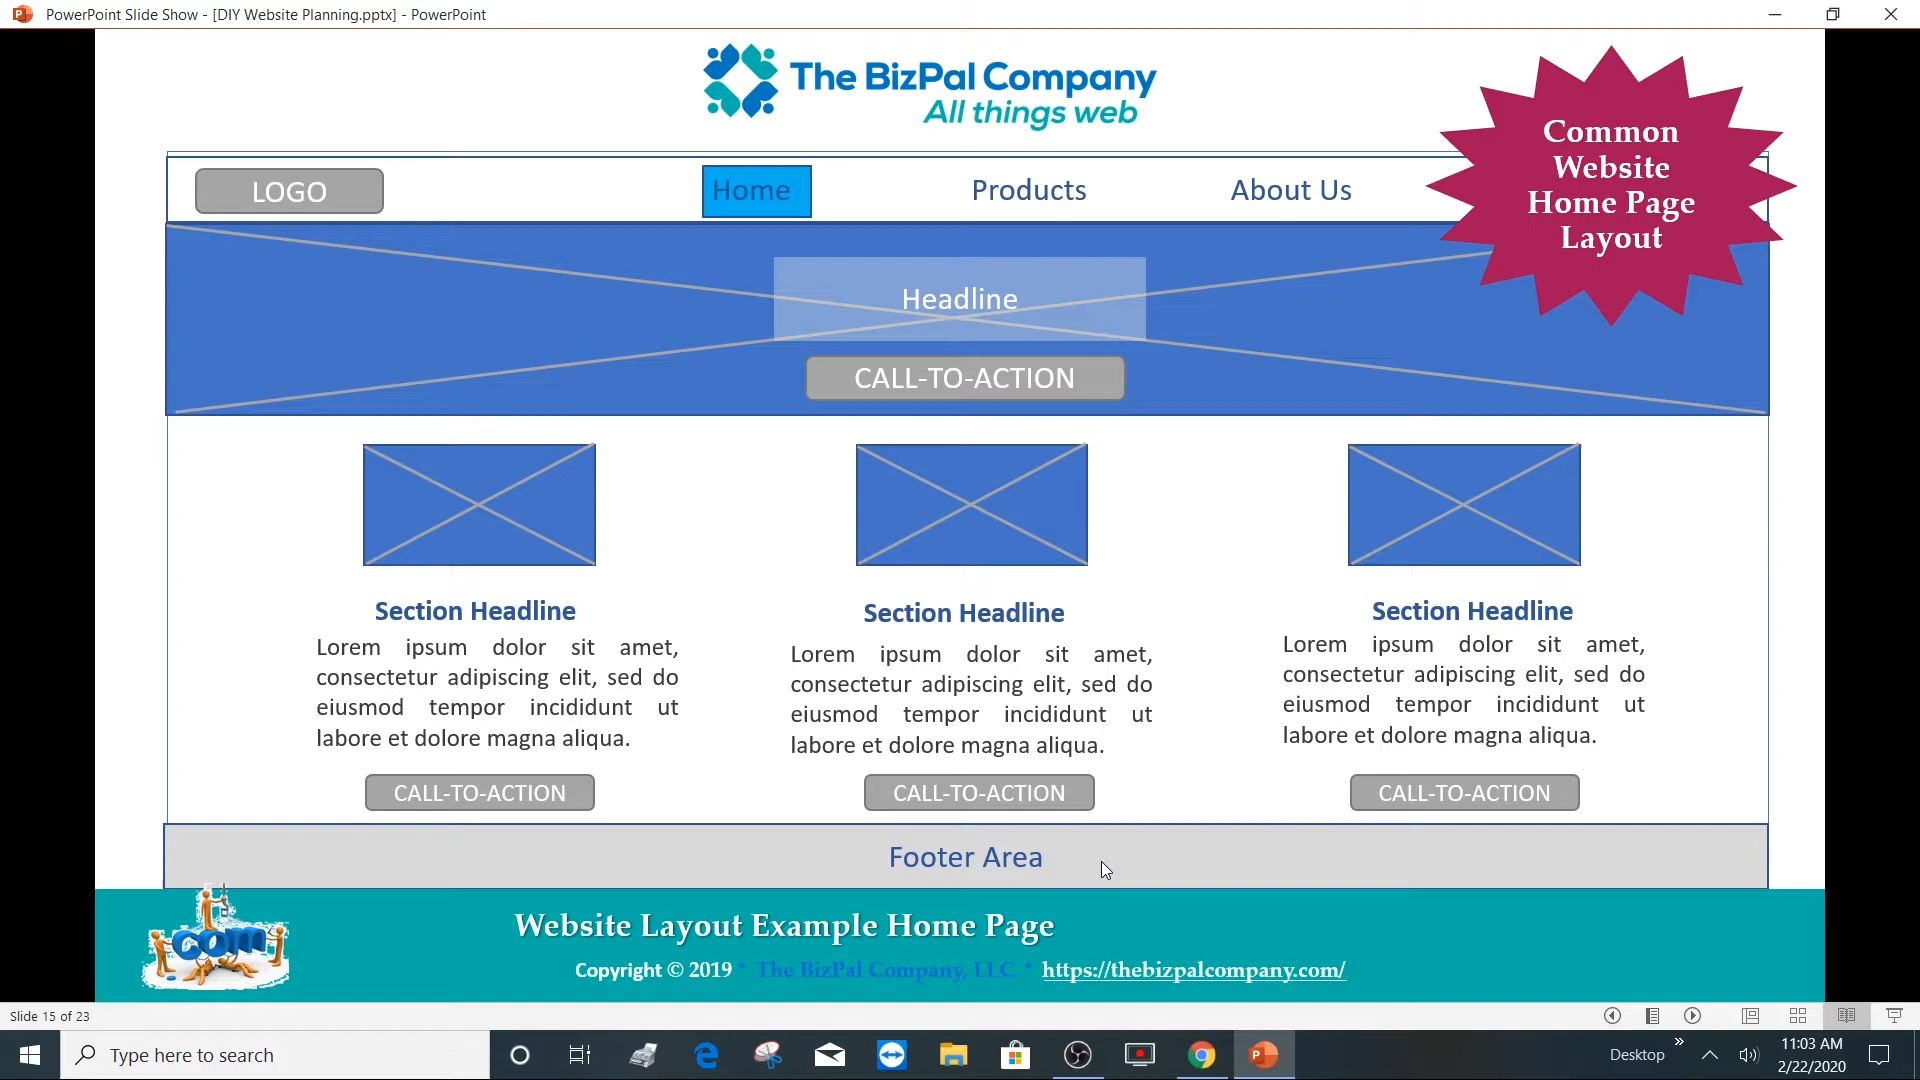 PowerPoint Slide Show - [DIY Website Planning.pptx] - PowerPoint
The BizPal Company
All things web
Common
Website
Home Page
Layout
LOGO
Home
Products
About Us
Headline
CALL-TO-ACTION
Section Headline
Lorem ipsum dolor sit amet,
consectetur adipiscing elit, sed do
eiusmod tempor incididunt ut
labore et dolore magna aliqua.
CALL-TO-ACTION
Section Headline
Lorem ipsum dolor sit amet,
consectetur adipiscing elit, sed do
eiusmod tempor incididunt ut
labore et dolore magna aliqua.
CALL-TO-ACTION
Section Headline
Lorem ipsum dolor sit amet,
consectetur adipiscing elit, sed do
eiusmod tempor incididunt ut
labore et dolore magna aliqua.
CALL-TO-ACTION
Footer Area
com
Website Layout Example Home Page
Copyright © 2019 * The BizPal Company, LLC * https://thebizpalcompany.com/
Slide 15 of 23
Type here to search
Desktop
11:03 AM
2/22/2020